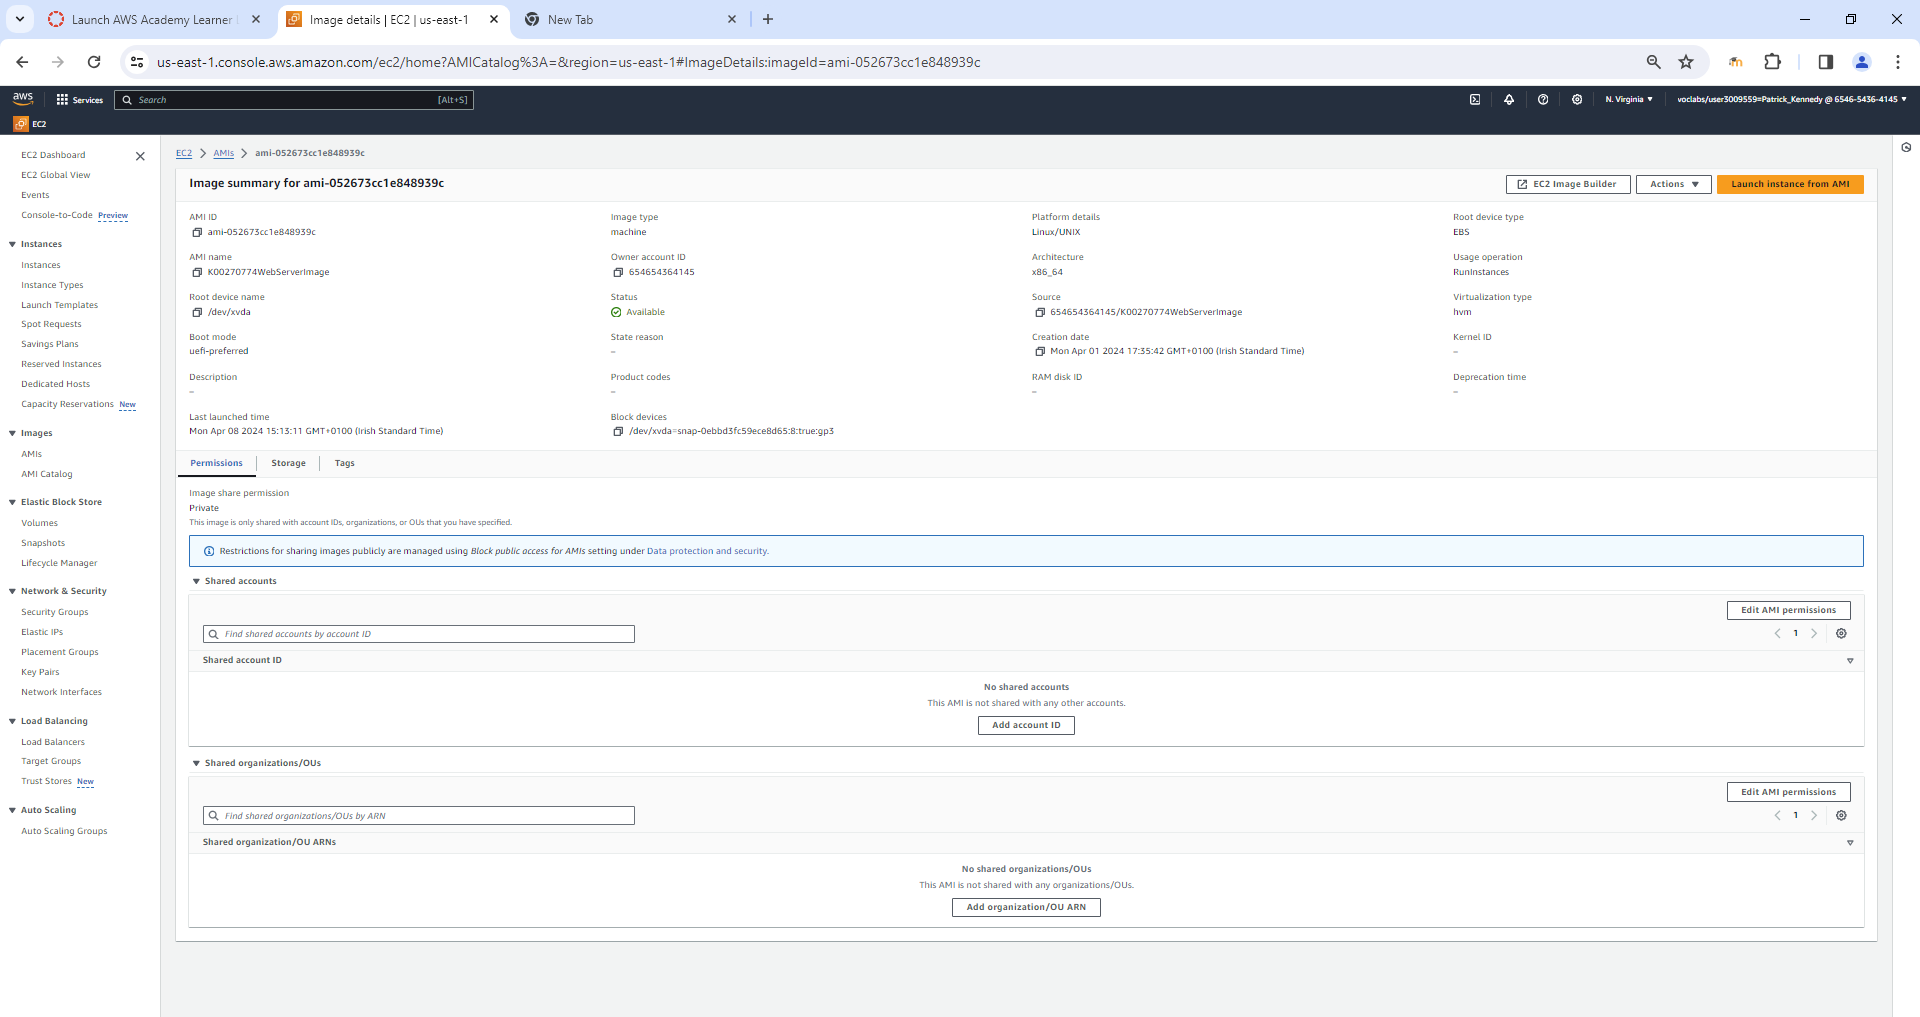 Launch AWS Academy Learner
Image details | EC2 | us-east-1
New Tab
us-east-1.console.aws.amazon.com/ec2/home?AMICatalog%3A=&region=us-east-1#ImageDetails:imageId=ami-052673cc1e848939c
aws
Services
Search
[Alt+S]
N. Virginia
voclabs/user3009559=Patrick_Kennedy @ 6546-5436-4145
EC2
EC2 Dashboard
EC2 Global View
Events
Console-to-Code Preview
Instances
Instances
Instance Types
Launch Templates
Spot Requests
Savings Plans
Reserved Instances
Dedicated Hosts
Capacity Reservations New
Images
AMIs
AMI Catalog
Elastic Block Store
Volumes
Snapshots
Lifecycle Manager
Network & Security
Security Groups
Elastic IPs
Placement Groups
Key Pairs
Network Interfaces
Load Balancing
Load Balancers
Target Groups
Trust Stores New
Auto Scaling
Auto Scaling Groups
EC2 AMIs ami-052673cc1e848939c
Image summary for ami-052673cc1e848939c
EC2 Image Builder
Actions
Launch instance from AMI
AMI ID
ami-052673cc1e848939c
Image type
machine
Platform details
Linux/UNIX
Root device type
EBS
AMI name
K00270774WebServerImage
Owner account ID
654654364145
Architecture
x86_64
Usage operation
RunInstances
Root device name
/dev/xvda
Status
Available
Source
654654364145/K00270774WebServerImage
Virtualization type
hvm
Boot mode
uefi-preferred
State reason
–
Creation date
Mon Apr 01 2024 17:35:42 GMT+0100 (Irish Standard Time)
Kernel ID
–
Description
–
Product codes
–
RAM disk ID
–
Deprecation time
–
Last launched time
Mon Apr 08 2024 15:13:11 GMT+0100 (Irish Standard Time)
Block devices
/dev/xvda=snap-0ebbd3fc59ece8d65:8:true:gp3
Permissions
Storage
Tags
Image share permission
Private
This image is only shared with account IDs, organizations, or OUs that you have specified.
Restrictions for sharing images publicly are managed using Block public access for AMIs setting under Data protection and security.
Shared accounts
Edit AMI permissions
Find shared accounts by account ID
1
Shared account ID
No shared accounts
This AMI is not shared with any other accounts.
Add account ID
Shared organizations/OUs
Edit AMI permissions
Find shared organizations/OUs by ARN
1
Shared organization/OU ARNs
No shared organizations/OUs
This AMI is not shared with any organizations/OUs.
Add organization/OU ARN